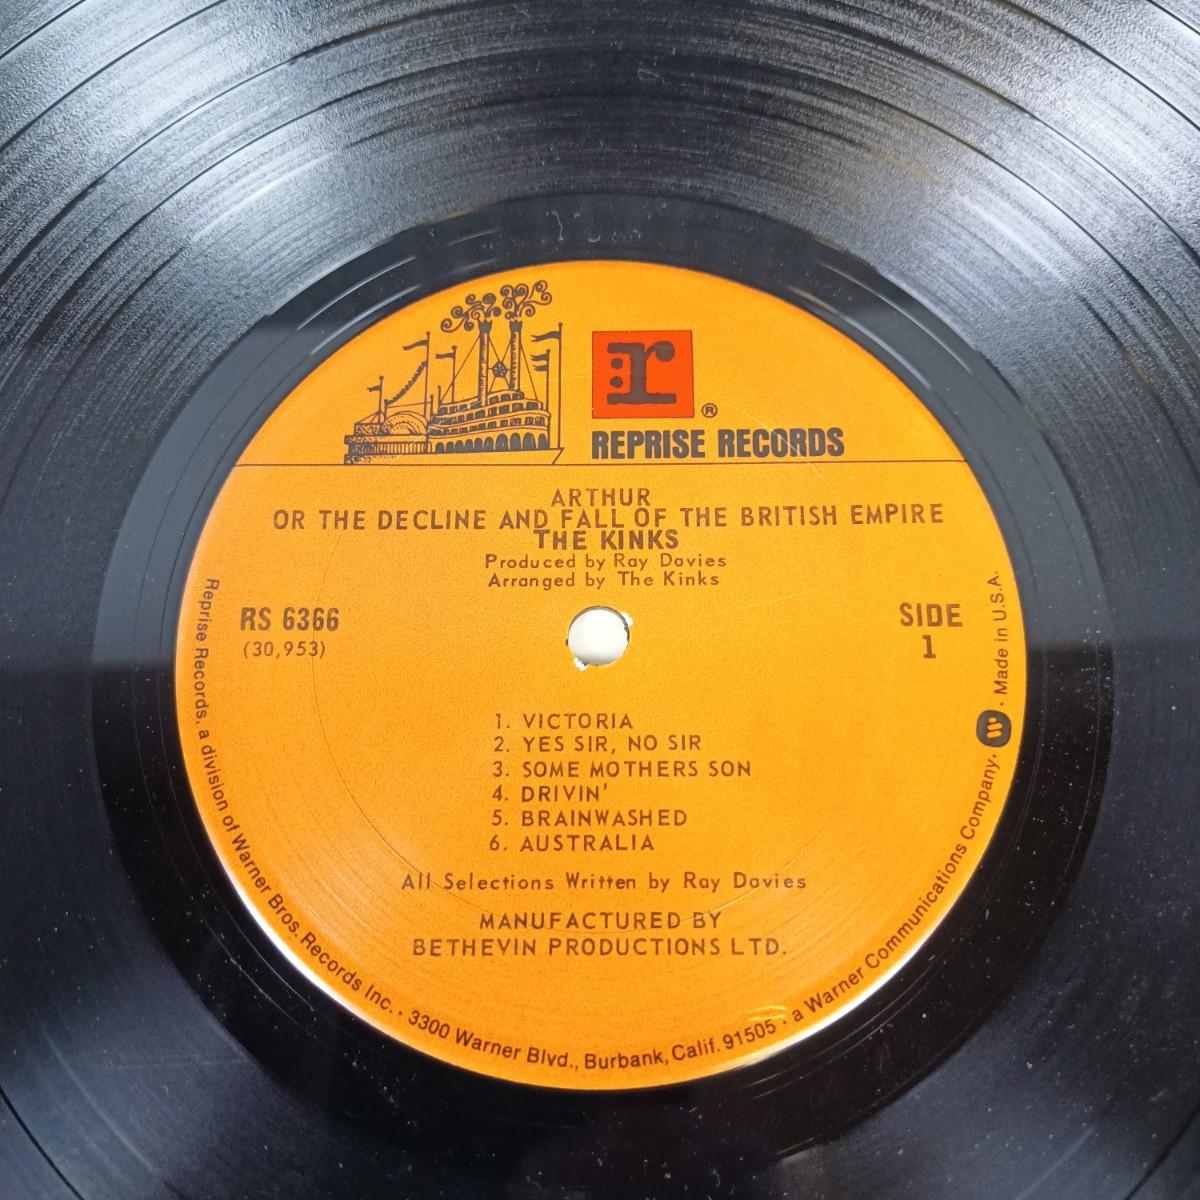 r
®
REPRISE RECORDS
ARTHUR
OR THE DECLINE AND FALL OF THE BRITISH EMPIRE
THE KINKS
Produced by Ray Davies
Arranged by The Kinks
RS 6366
(30,953)
SIDE
1
1. VICTORIA
2. YES SIR, NO SIR
3. SOME MOTHERS SON
4. DRIVIN'
5. BRAINWASHED
6. AUSTRALIA
All Selections Written by Ray Davies
MANUFACTURED BY
BETHEVIN PRODUCTIONS LTD.
Reprise Records, a division of Warner Bros. Records Inc. · 3300 Warner Blvd., Burbank, Calif. 91505 · a Warner Communications Company · W · Made in U.S.A.